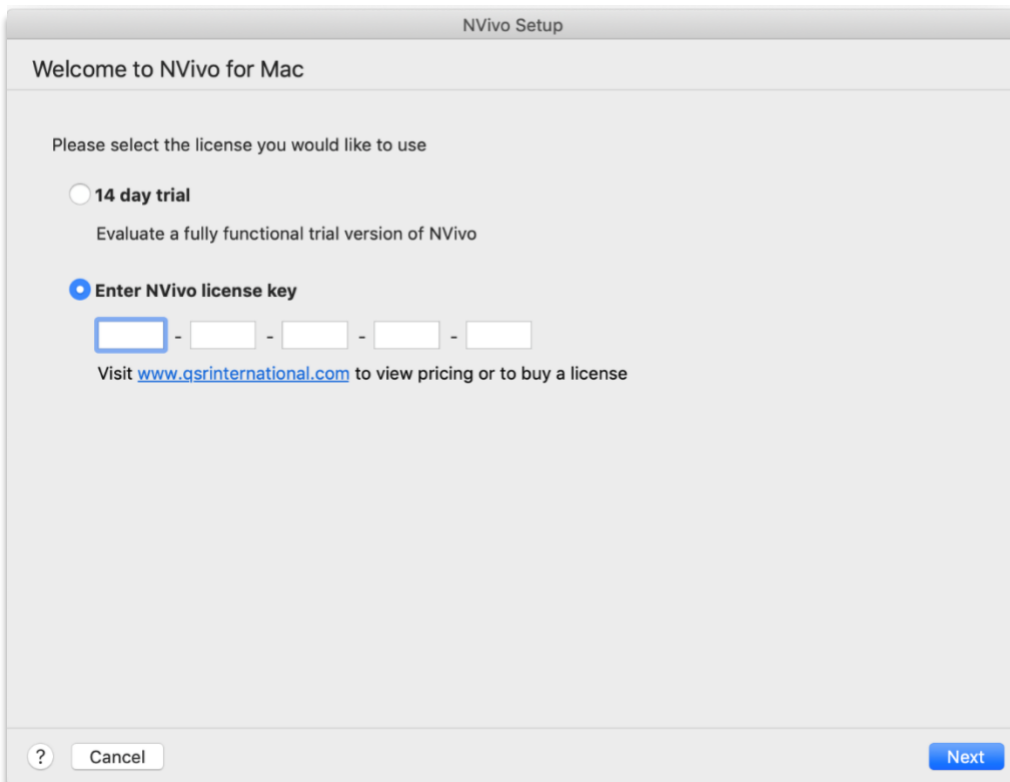 NVivo Setup
Welcome to NVivo for Mac
Please select the license you would like to use
14 day trial
Evaluate a fully functional trial version of NVivo
Enter NVivo license key
- - - -
Visit www.qsrinternational.com to view pricing or to buy a license
? Cancel Next